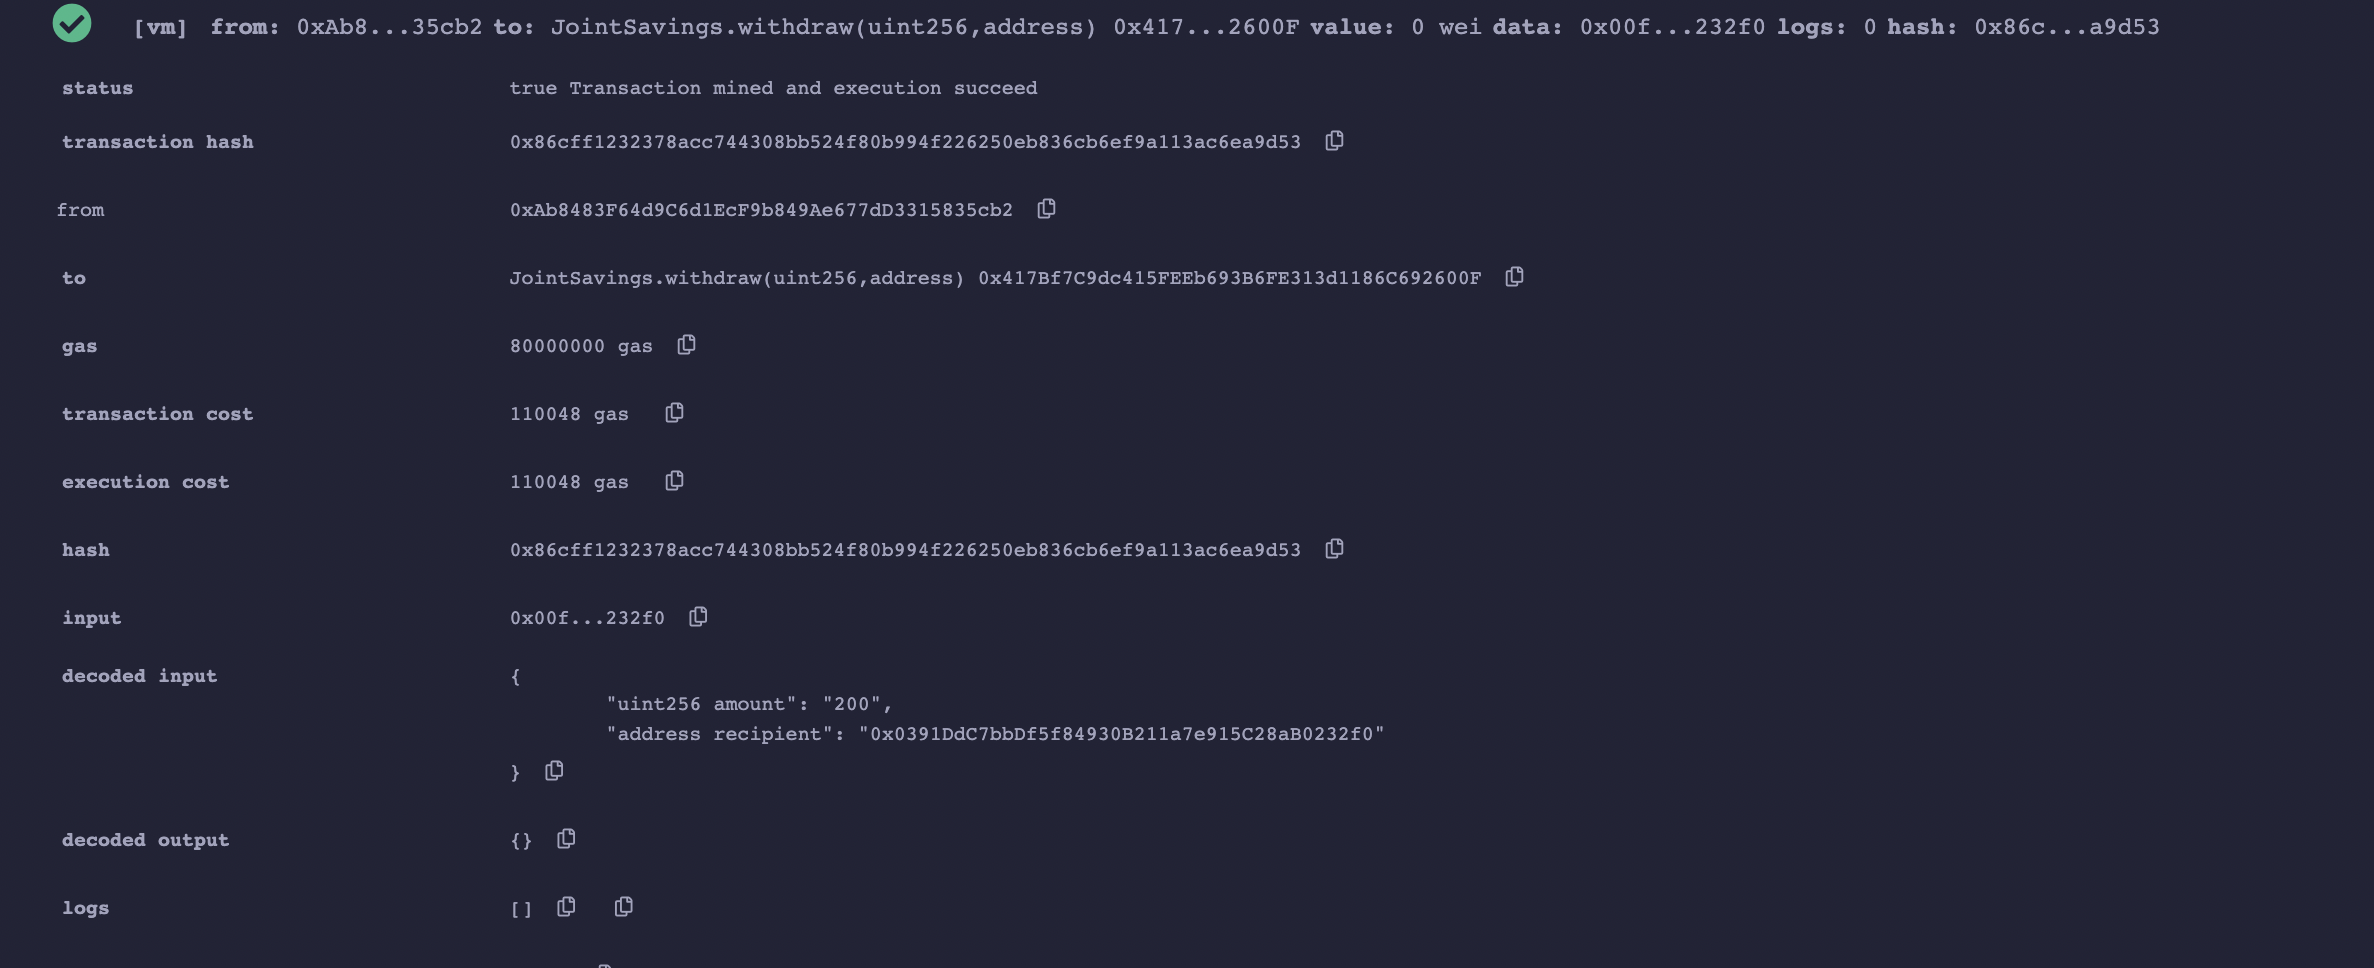 [vm] from: 0xAb8...35cb2 to: JointSavings.withdraw(uint256,address) 0x417...2600F value: 0 wei data: 0x00f...232f0 logs: 0 hash: 0x86c...a9d53
status true Transaction mined and execution succeed
transaction hash 0x86cff1232378acc744308bb524f80b994f226250eb836cb6ef9a113ac6ea9d53
from 0xAb8483F64d9C6d1EcF9b849Ae677dD3315835cb2
to JointSavings.withdraw(uint256,address) 0x417Bf7C9dc415FEEb693B6FE313d1186C692600F
gas 80000000 gas
transaction cost 110048 gas
execution cost 110048 gas
hash 0x86cff1232378acc744308bb524f80b994f226250eb836cb6ef9a113ac6ea9d53
input 0x00f...232f0
decoded input {
"uint256 amount": "200",
"address recipient": "0x0391DdC7bbDf5f84930B211a7e915C28aB0232f0"
}
decoded output {}
logs []